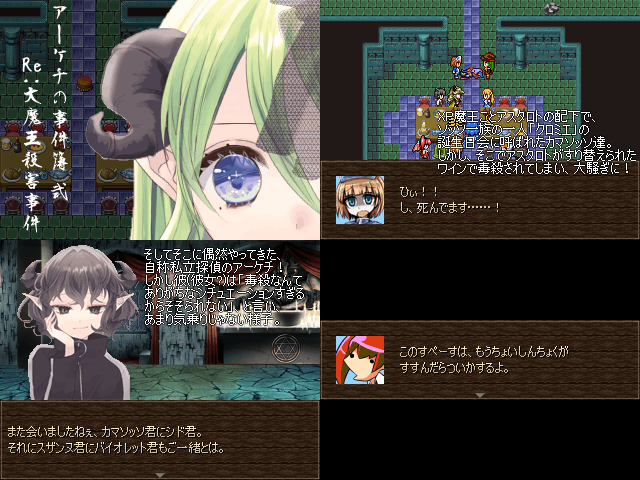 アーケチの事件簿弐
Re:大魔王殺害事件
XP魔王ことアスタロトの配下で、
ソッソ一族の一人「クロミエ」の
誕生日会に呼ばれたカマソッソ達。
しかし、そこでアスタロトがすり替えられた
ワインで毒殺されてしまい、大騒ぎに！
ひぃ！！
し、死んでます……！
そしてそこに偶然やってきた、
自称私立探偵のアーケチ！
しかし彼(彼女?)は「毒殺なんて
ありがちなシチュエーションすぎる
からそそられない」と言い、
あまり気乗りしない様子。
また会いましたねぇ、カマソッソ君にシド君。
それにスザンヌ君にバイオレット君もご一緒とは。
このすぺーすは、もうちょいしんちょくが
すすんだらついかするよ。